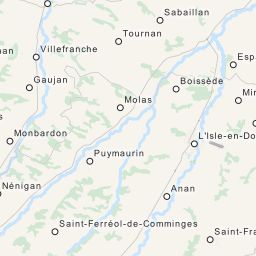 Sabaillan
Tournan
Villefranche
Esp
Gaujan
Boissède
Mir
Molas
Monbardon
L'Isle-en-Do
Puymaurin
Nénigan
Anan
Saint-Ferréol-de-Comminges
Saint-Fra